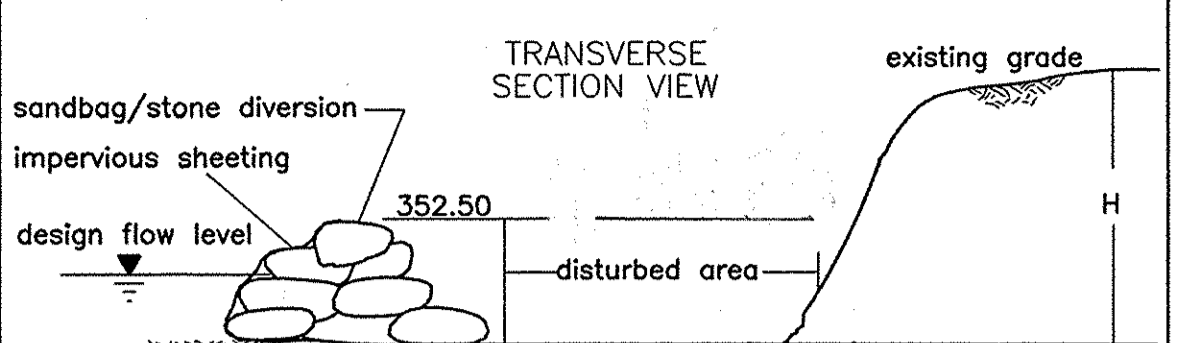 TRANSVERSE
SECTION VIEW
existing grade
sandbag/stone diversion
impervious sheeting
design flow level
352.50
H
disturbed area